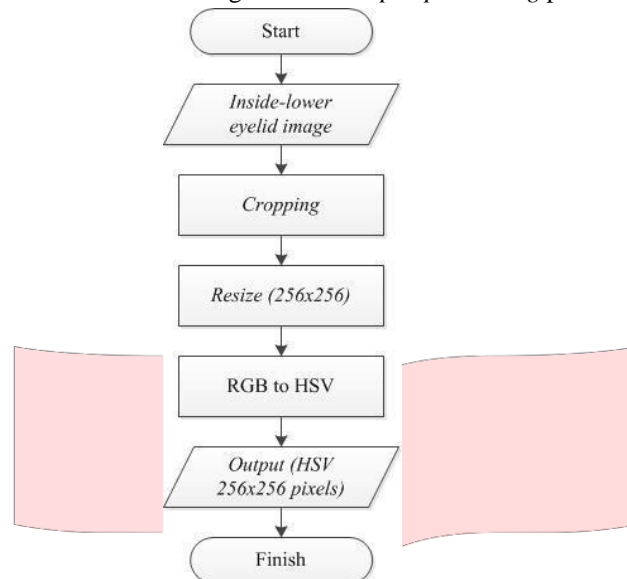 Start
Inside-lower
eyelid image
Cropping
Resize (256x256)
RGB to HSV
Output (HSV
256x256 pixels)
Finish